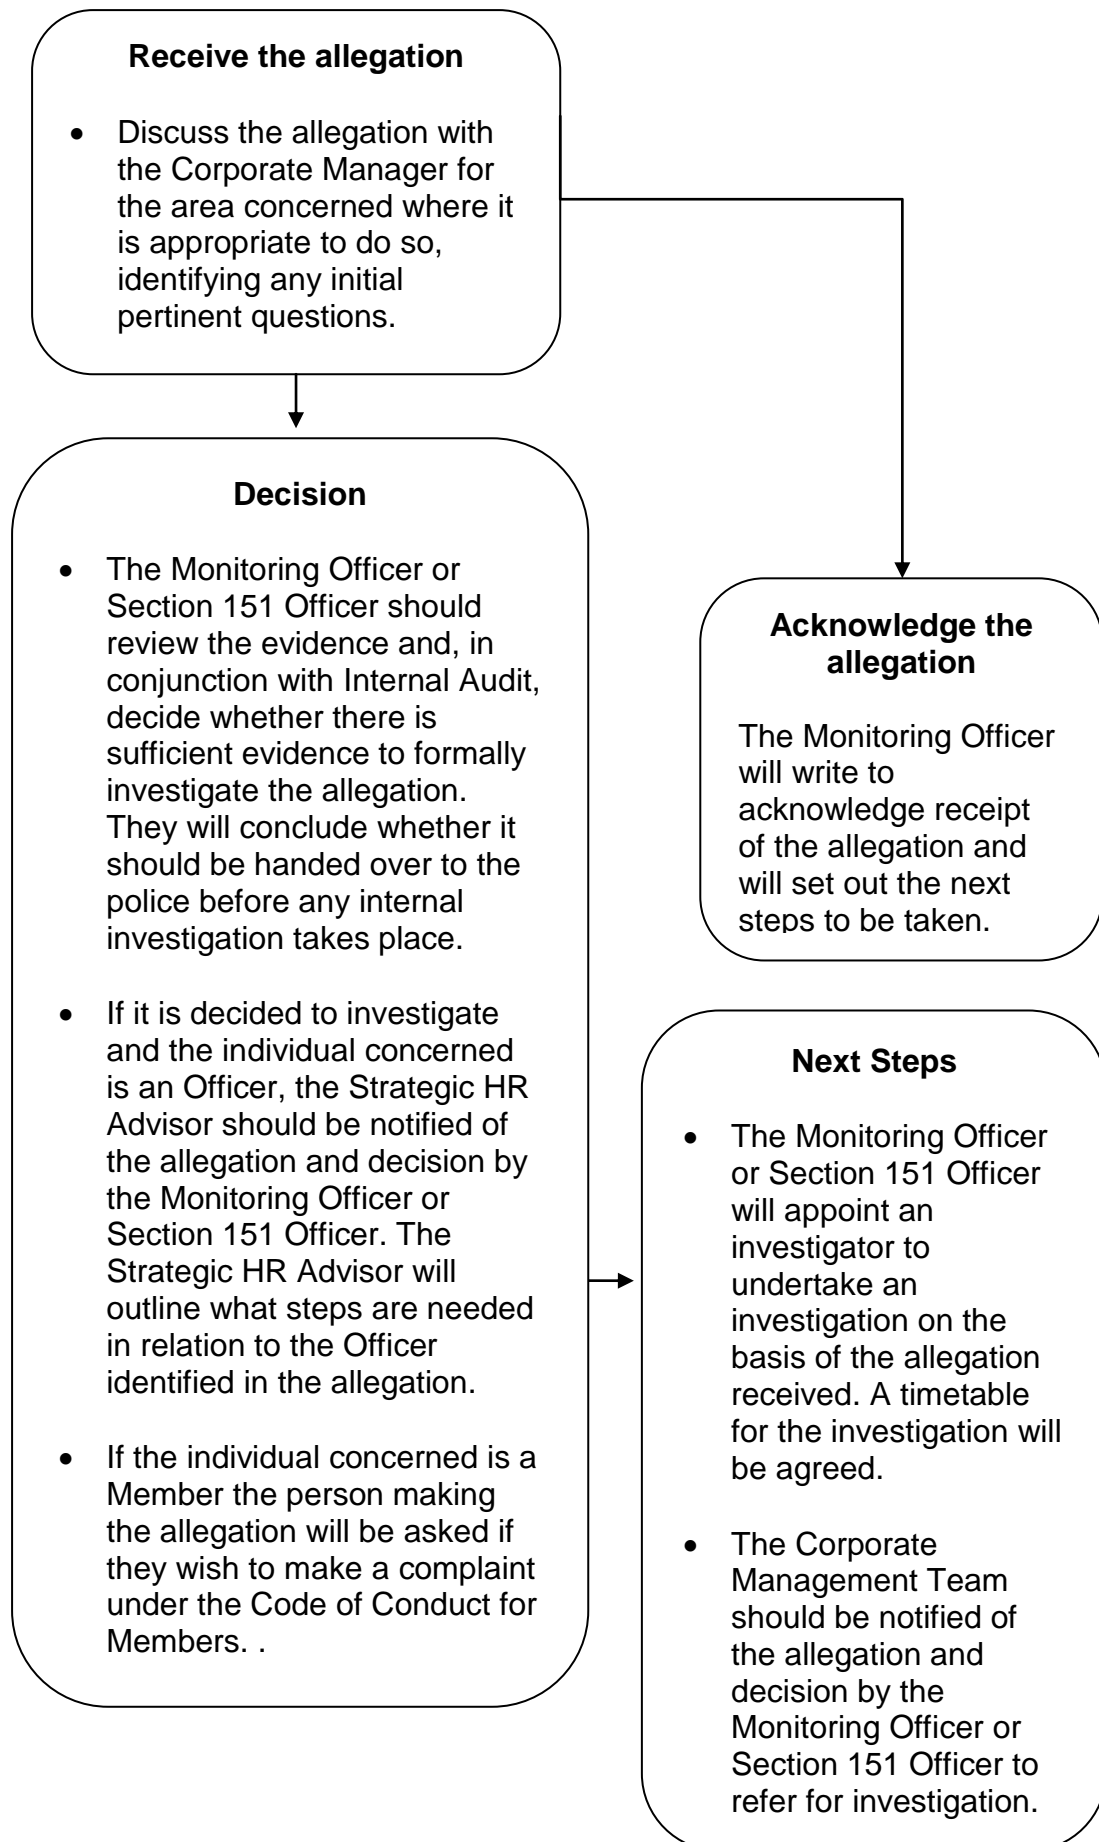 Receive the allegation
• Discuss the allegation with
the Corporate Manager for
the area concerned where it
is appropriate to do so,
identifying any initial
pertinent questions.
Decision
• The Monitoring Officer or
Section 151 Officer should
review the evidence and, in
conjunction with Internal Audit,
decide whether there is
sufficient evidence to formally
investigate the allegation.
They will conclude whether it
should be handed over to the
police before any internal
investigation takes place.
• If it is decided to investigate
and the individual concerned
is an Officer, the Strategic HR
Advisor should be notified of
the allegation and decision by
the Monitoring Officer or
Section 151 Officer. The
Strategic HR Advisor will
outline what steps are needed
in relation to the Officer
identified in the allegation.
• If the individual concerned is a
Member the person making
the allegation will be asked if
they wish to make a complaint
under the Code of Conduct for
Members. .
Acknowledge the
allegation
The Monitoring Officer
will write to
acknowledge receipt
of the allegation and
will set out the next
steps to be taken.
Next Steps
• The Monitoring Officer
or Section 151 Officer
will appoint an
investigator to
undertake an
investigation on the
basis of the allegation
received. A timetable
for the investigation will
be agreed.
• The Corporate
Management Team
should be notified of
the allegation and
decision by the
Monitoring Officer or
Section 151 Officer to
refer for investigation.